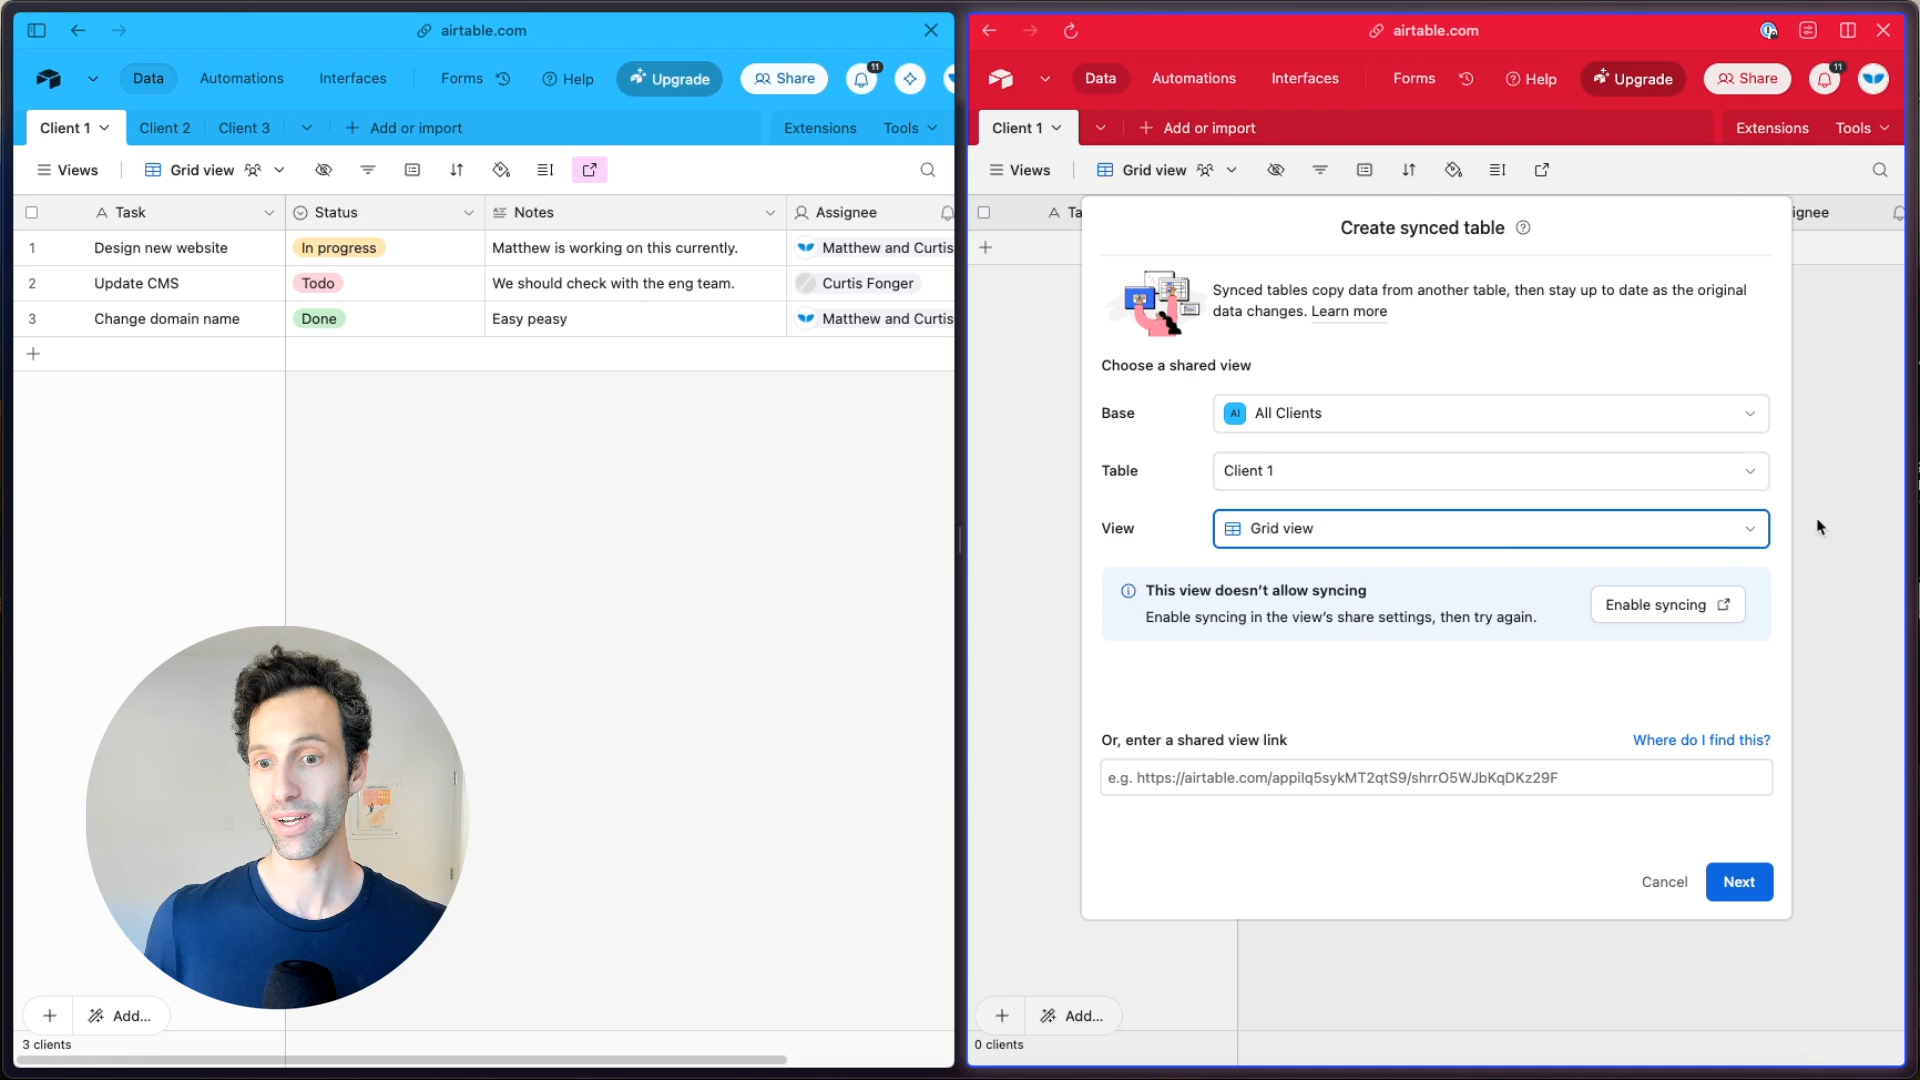 airtable.com
Data
Automations
Interfaces
Forms
Help
Upgrade
Share
11
Client 1
Client 2
Client 3
Add or import
Extensions
Tools
Views
Grid view
Task
Status
Notes
Assignee
1
Design new website
In progress
Matthew is working on this currently.
Matthew and Curtis
2
Update CMS
Todo
We should check with the eng team.
Curtis Fonger
3
Change domain name
Done
Easy peasy
Matthew and Curtis
Add...
3 clients
airtable.com
Data
Automations
Interfaces
Forms
Help
Upgrade
Share
11
Client 1
Add or import
Extensions
Tools
Views
Grid view
Ta
ignee
Create synced table
Synced tables copy data from another table, then stay up to date as the original
data changes. Learn more
Choose a shared view
Base
AI
All Clients
Table
Client 1
View
Grid view
This view doesn’t allow syncing
Enable syncing in the view’s share settings, then try again.
Enable syncing
Or, enter a shared view link
Where do I find this?
e.g. https://airtable.com/appiIq5sykMT2qtS9/shrrO5WJbKqDKz29F
Cancel
Next
Add...
0 clients